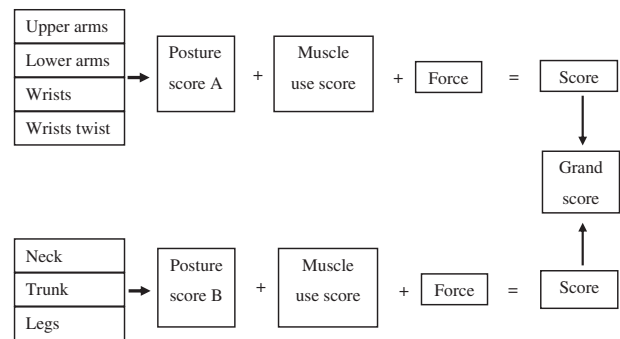 Upper arms
Lower arms
Wrists
Wrists twist
Posture
score A
+
Muscle
use score
+
Force
=
Score
Grand
score
Neck
Trunk
Legs
Posture
score B
+
Muscle
use score
+
Force
=
Score